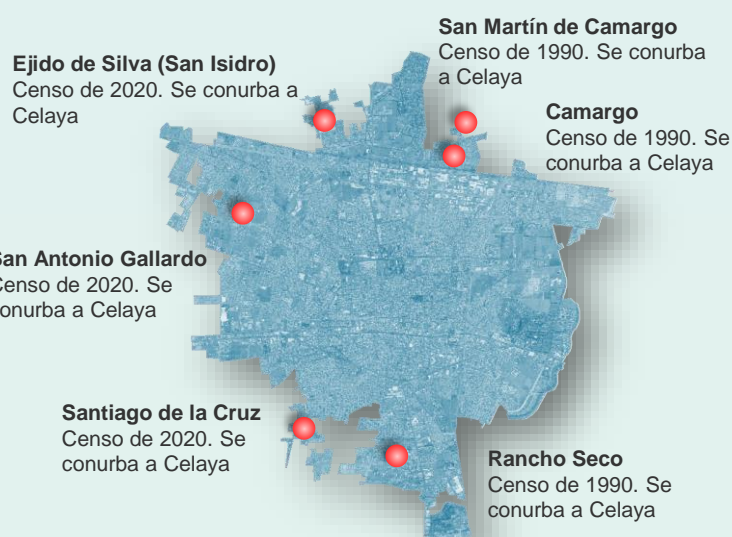 San Martín de Camargo
Censo de 1990. Se conurba
a Celaya
Ejido de Silva (San Isidro)
Censo de 2020. Se conurba a
Celaya
Camargo
Censo de 1990. Se
conurba a Celaya
San Antonio Gallardo
Censo de 2020. Se
conurba a Celaya
Santiago de la Cruz
Censo de 2020. Se
conurba a Celaya
Rancho Seco
Censo de 1990. Se
conurba a Celaya